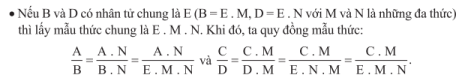 • Nếu B và D có nhân tử chung là E (B = E . M, D = E . N với M và N là những đa thức)
thì lấy mẫu thức chung là E . M . N. Khi đó, ta quy đồng mẫu thức:
A/B = A . N/B . N = A . N/E . M . N và C/D = C . M/D . M = C . M/E . N . M = C . M/E . M . N.